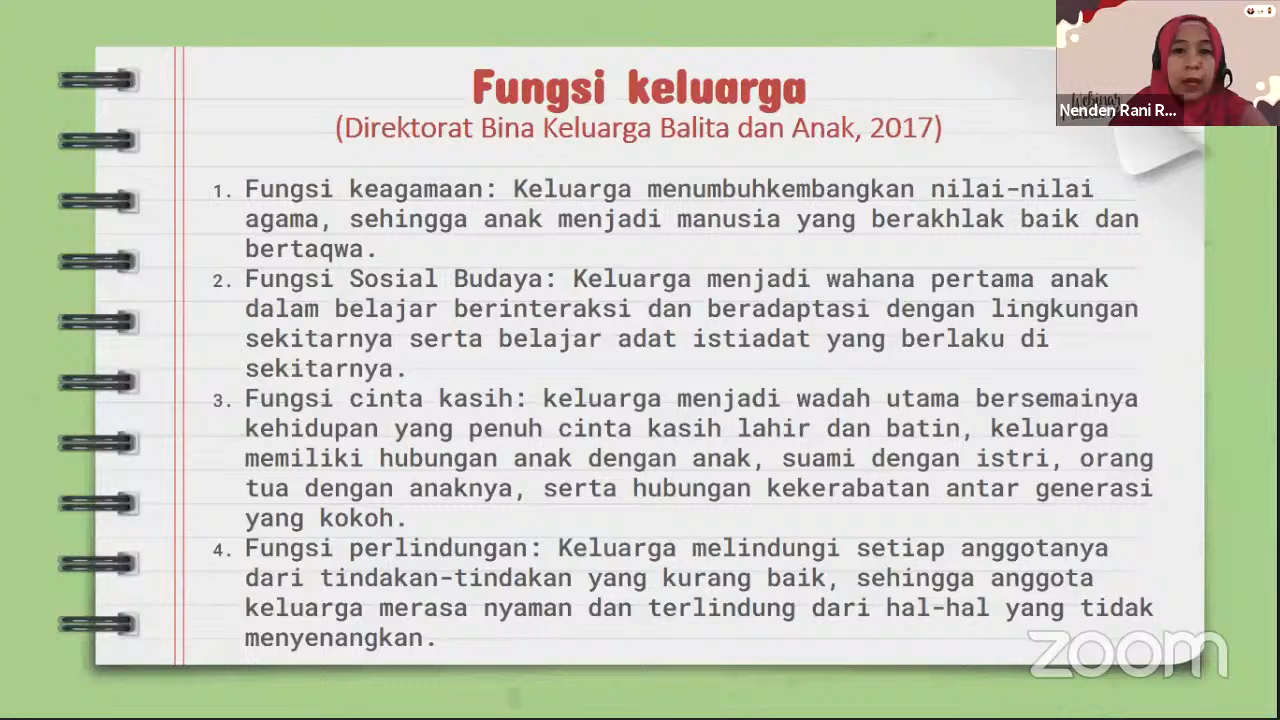 Fungsi keluarga
(Direktorat Bina Keluarga Balita dan Anak, 2017)
1. Fungsi keagamaan: Keluarga menumbuhkembangkan nilai-nilai
agama, sehingga anak menjadi manusia yang berakhlak baik dan
bertaqwa.
2. Fungsi Sosial Budaya: Keluarga menjadi wahana pertama anak
dalam belajar berinteraksi dan beradaptasi dengan lingkungan
sekitarnya serta belajar adat istiadat yang berlaku di
sekitarnya.
3. Fungsi cinta kasih: keluarga menjadi wadah utama bersemainya
kehidupan yang penuh cinta kasih lahir dan batin, keluarga
memiliki hubungan anak dengan anak, suami dengan istri, orang
tua dengan anaknya, serta hubungan kekerabatan antar generasi
yang kokoh.
4. Fungsi perlindungan: Keluarga melindungi setiap anggotanya
dari tindakan-tindakan yang kurang baik, sehingga anggota
keluarga merasa nyaman dan terlindung dari hal-hal yang tidak
menyenangkan.
Webinar
Nenden Rani R...
zoom